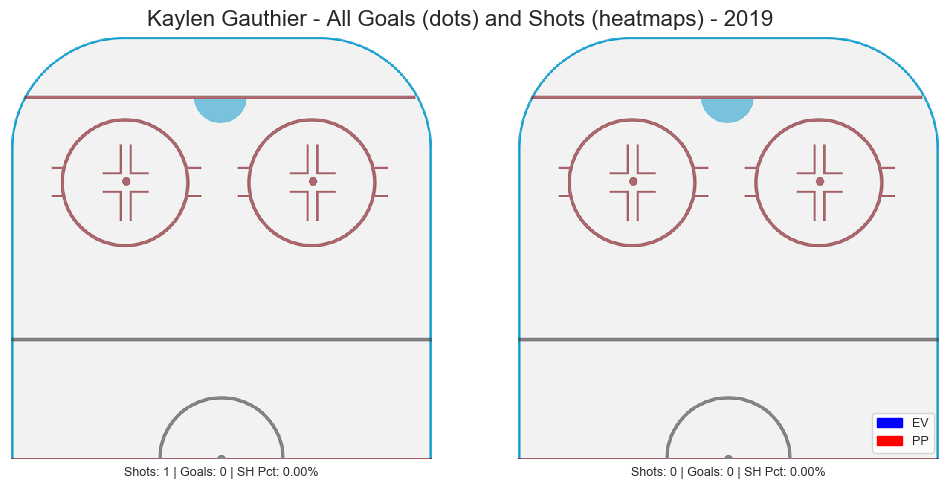 Kaylen Gauthier - All Goals (dots) and Shots (heatmaps) - 2019
EV
PP
Shots: 1 | Goals: 0 | SH Pct: 0.00%
Shots: 0 | Goals: 0 | SH Pct: 0.00%